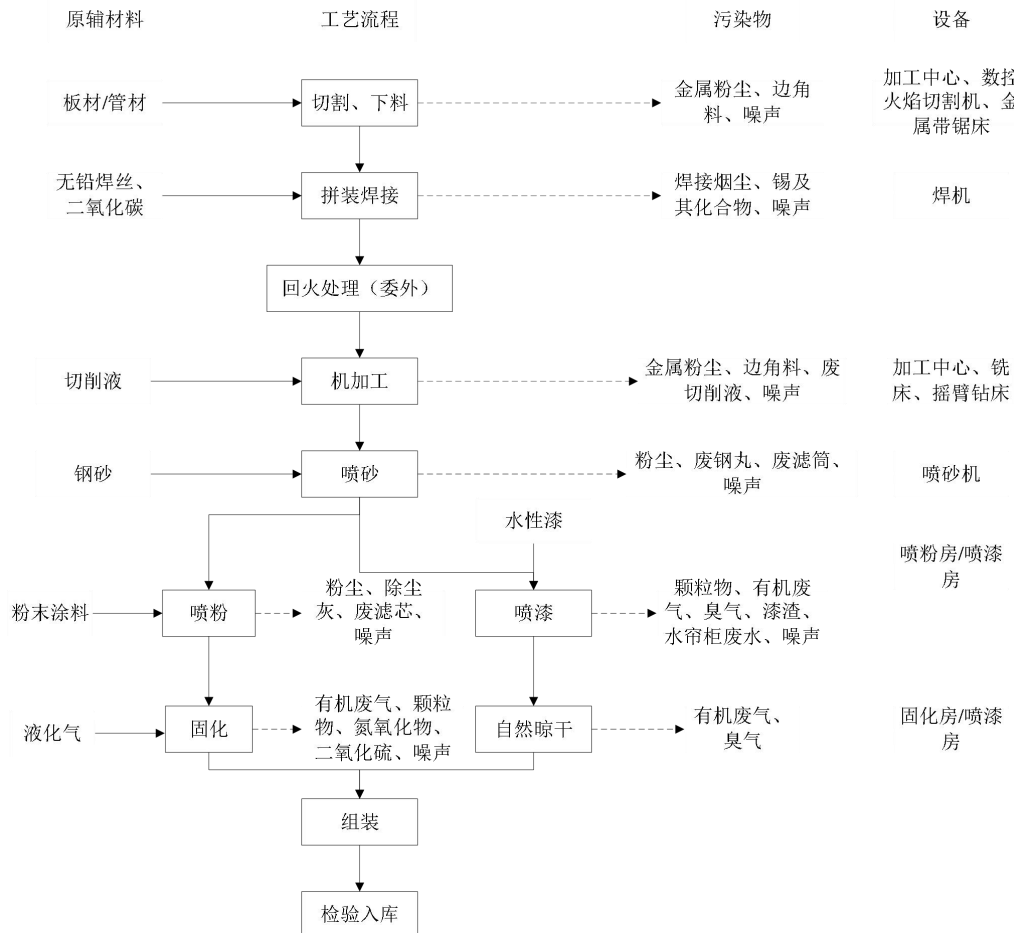 原辅材料
工艺流程
污染物
设备
板材/管材
切割、下料
金属粉尘、边角
料、噪声
加工中心、数控
火焰切割机、金
属带锯床
无铅焊丝、
二氧化碳
拼装焊接
焊接烟尘、锡及
其化合物、噪声
焊机
回火处理（委外）
切削液
机加工
金属粉尘、边角料、废
切削液、噪声
加工中心、铣
床、摇臂钻床
钢砂
喷砂
粉尘、废钢丸、废滤筒、
噪声
喷砂机
水性漆
喷粉房/喷漆
房
粉末涂料
喷粉
粉尘、除尘
灰、废滤芯、
噪声
喷漆
颗粒物、有机废
气、臭气、漆渣、
水帘柜废水、噪声
液化气
固化
有机废气、颗粒
物、氮氧化物、
二氧化硫、噪声
自然晾干
有机废气、
臭气
固化房/喷漆
房
组装
检验入库